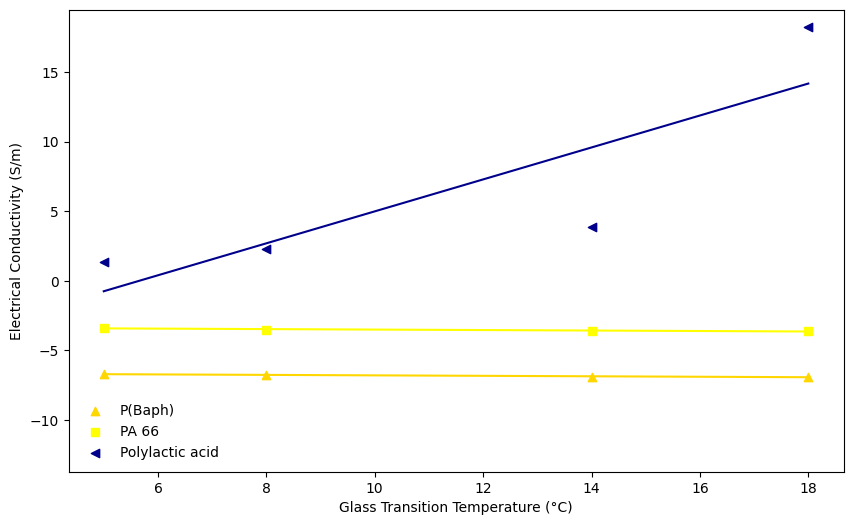 15
10
5
0
−5
−10
Electrical Conductivity (S/m)
P(Baph)
PA 66
Polylactic acid
6 8 10 12 14 16 18
Glass Transition Temperature (°C)